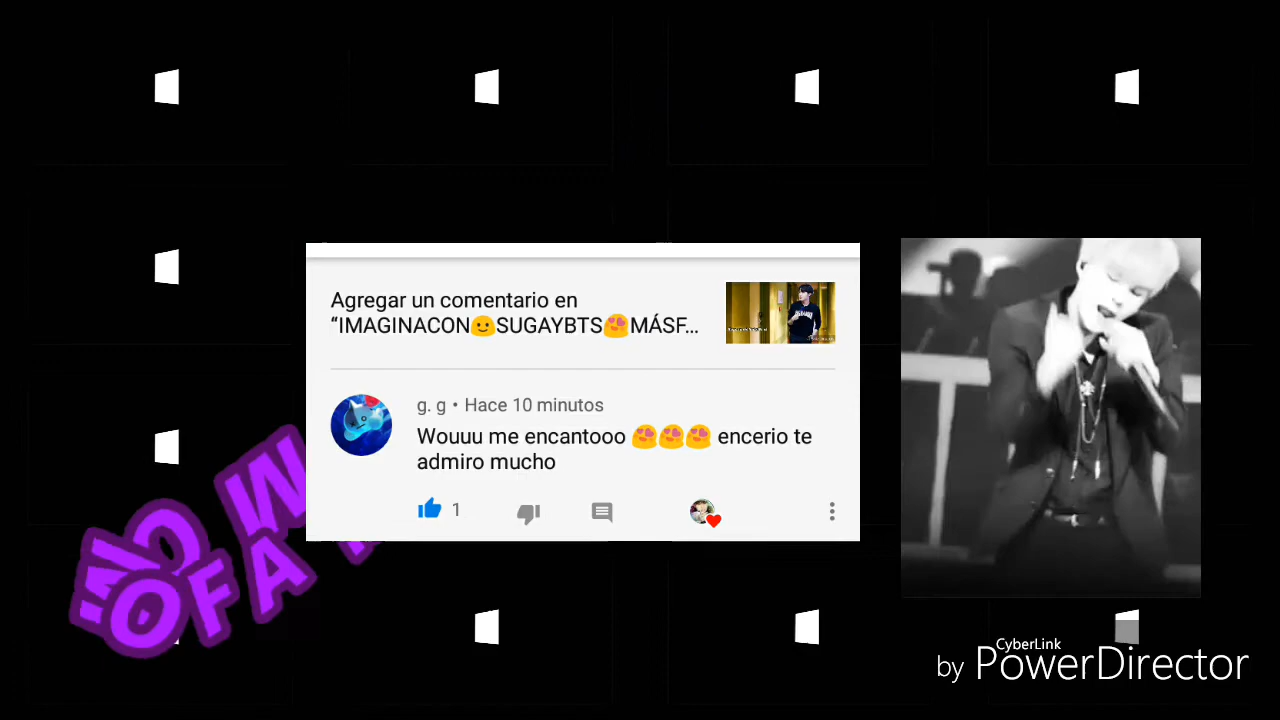 Agregar un comentario en
“IMAGINACON🙂SUGAYBTS😍MÁSF...
g. g • Hace 10 minutos
Wouuu me encantooo 😍😍😍 encerio te
admiro mucho
1
OFA
CyberLink
by PowerDirector